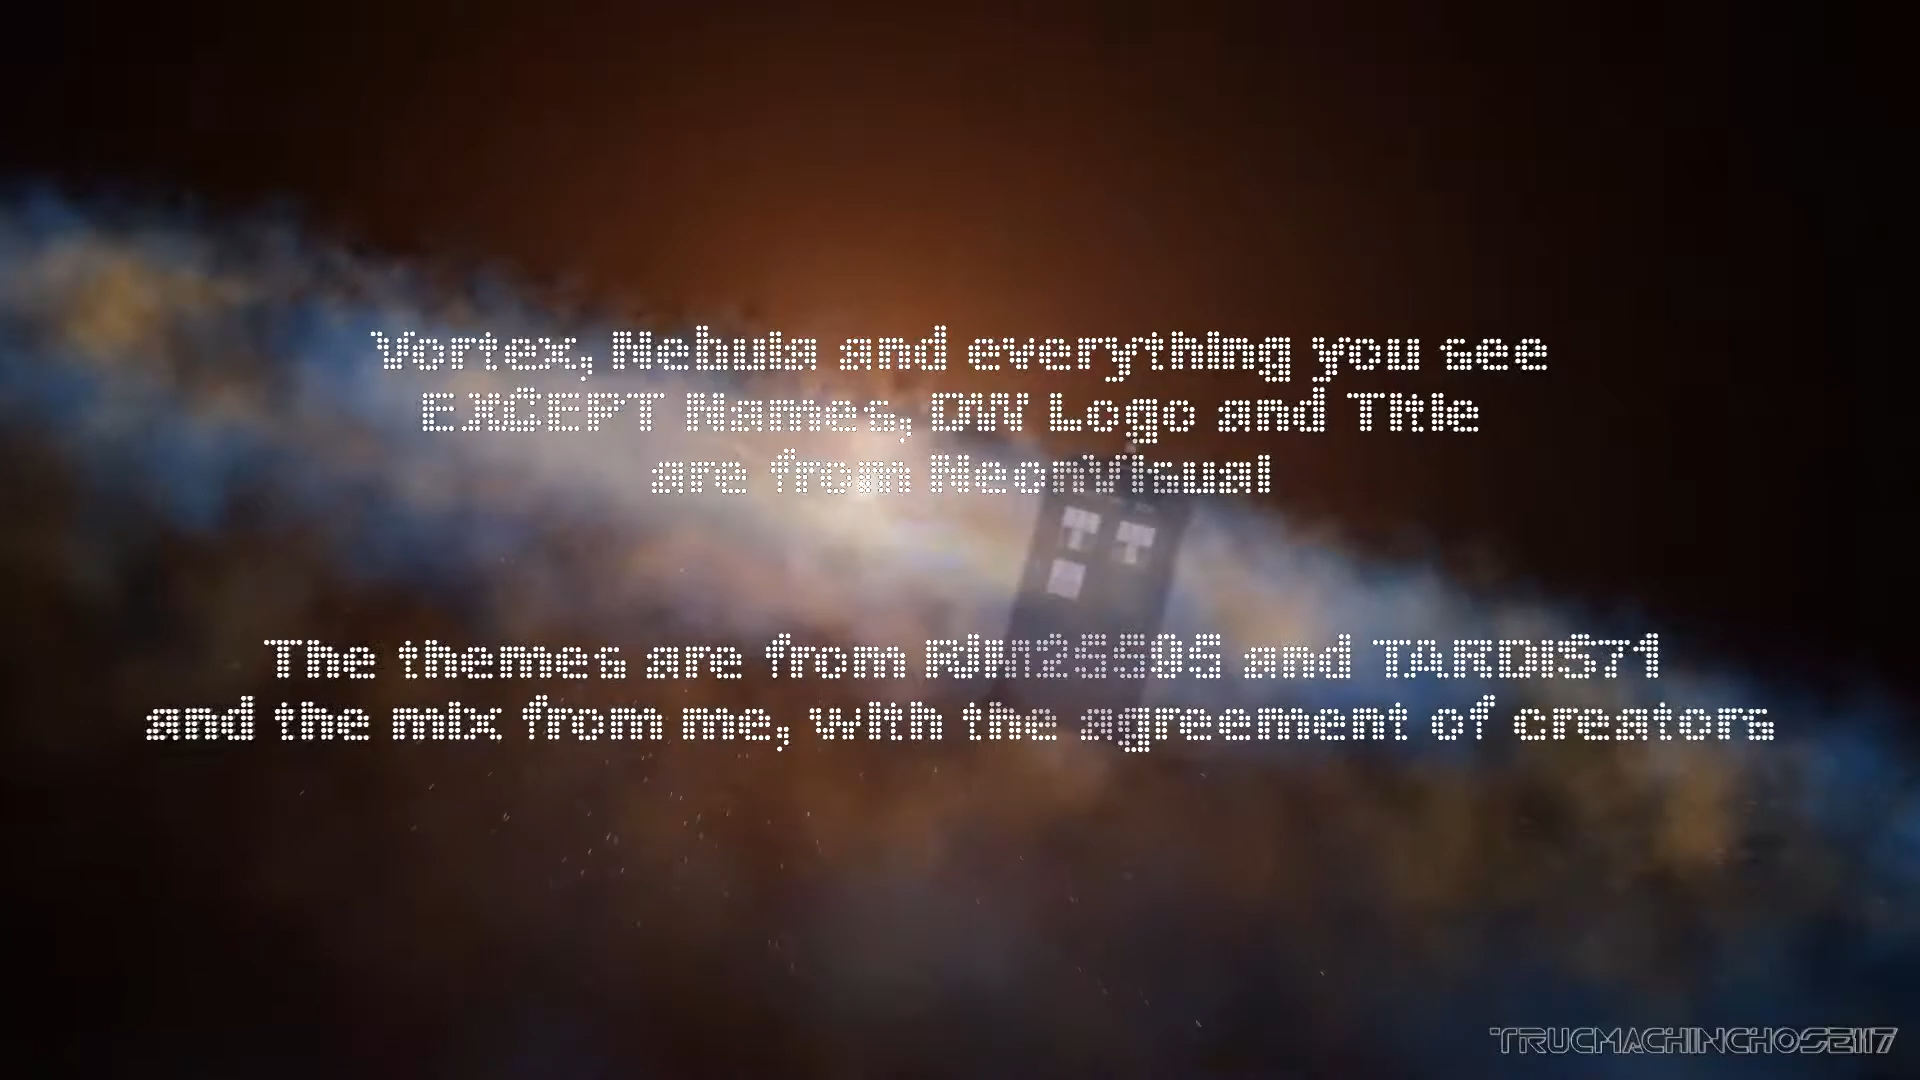 Vortex, Nebula and everything you see
EXCEPT Names, DW Logo and Title
are from NeonVisual
The themes are from and TARDIS71
and the mix from me, with the agreement of creators
TRUCMACHINCHOSE117